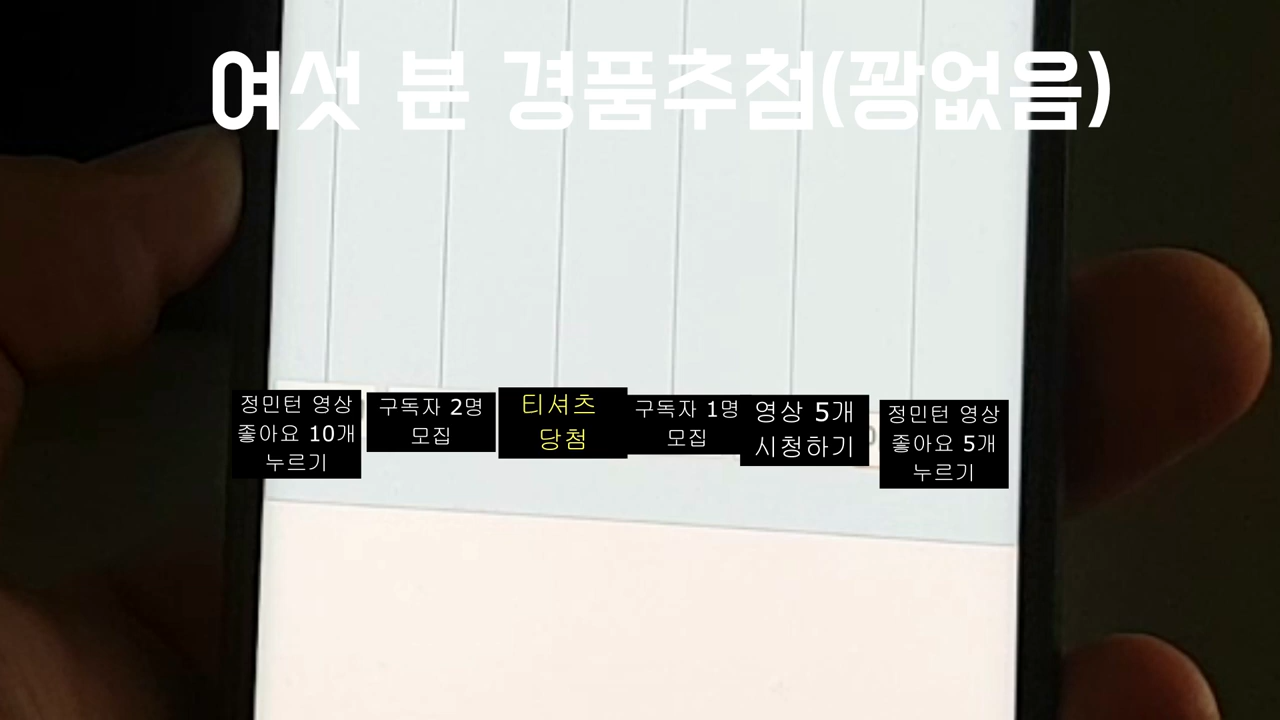 여섯 분 경품추첨(꽝없음)
정민턴 영상
좋아요 10개
누르기
구독자 2명
모집
티셔츠
당첨
구독자 1명
모집
영상 5개
시청하기
정민턴 영상
좋아요 5개
누르기